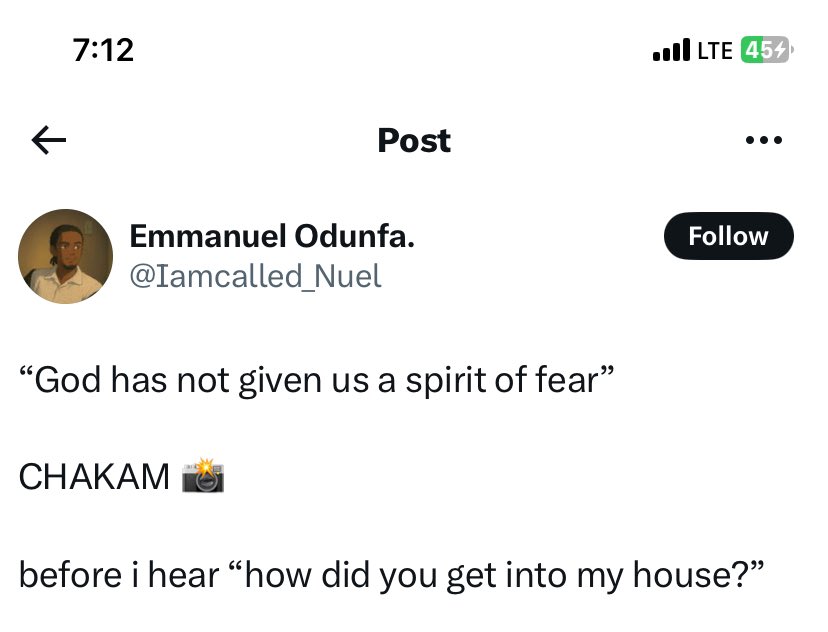 7:12
LTE 45
Post
Emmanuel Odunfa.
Follow
@Iamcalled_Nuel
“God has not given us a spirit of fear”
CHAKAM 📸
before i hear “how did you get into my house?”